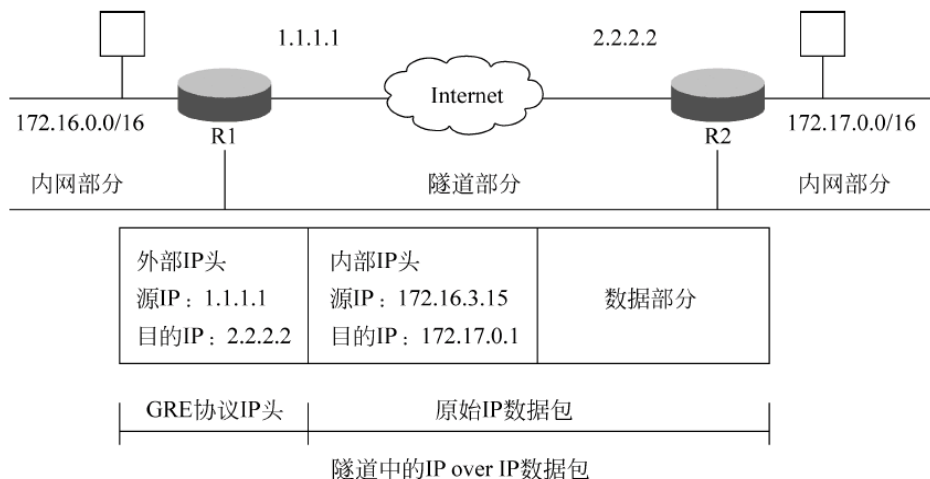 1.1.1.1
2.2.2.2
Internet
172.16.0.0/16
R1
R2
172.17.0.0/16
内网部分
隧道部分
内网部分
外部IP头
源IP：1.1.1.1
目的IP：2.2.2.2
内部IP头
源IP：172.16.3.15
目的IP：172.17.0.1
数据部分
GRE协议IP头
原始IP数据包
隧道中的IP over IP数据包